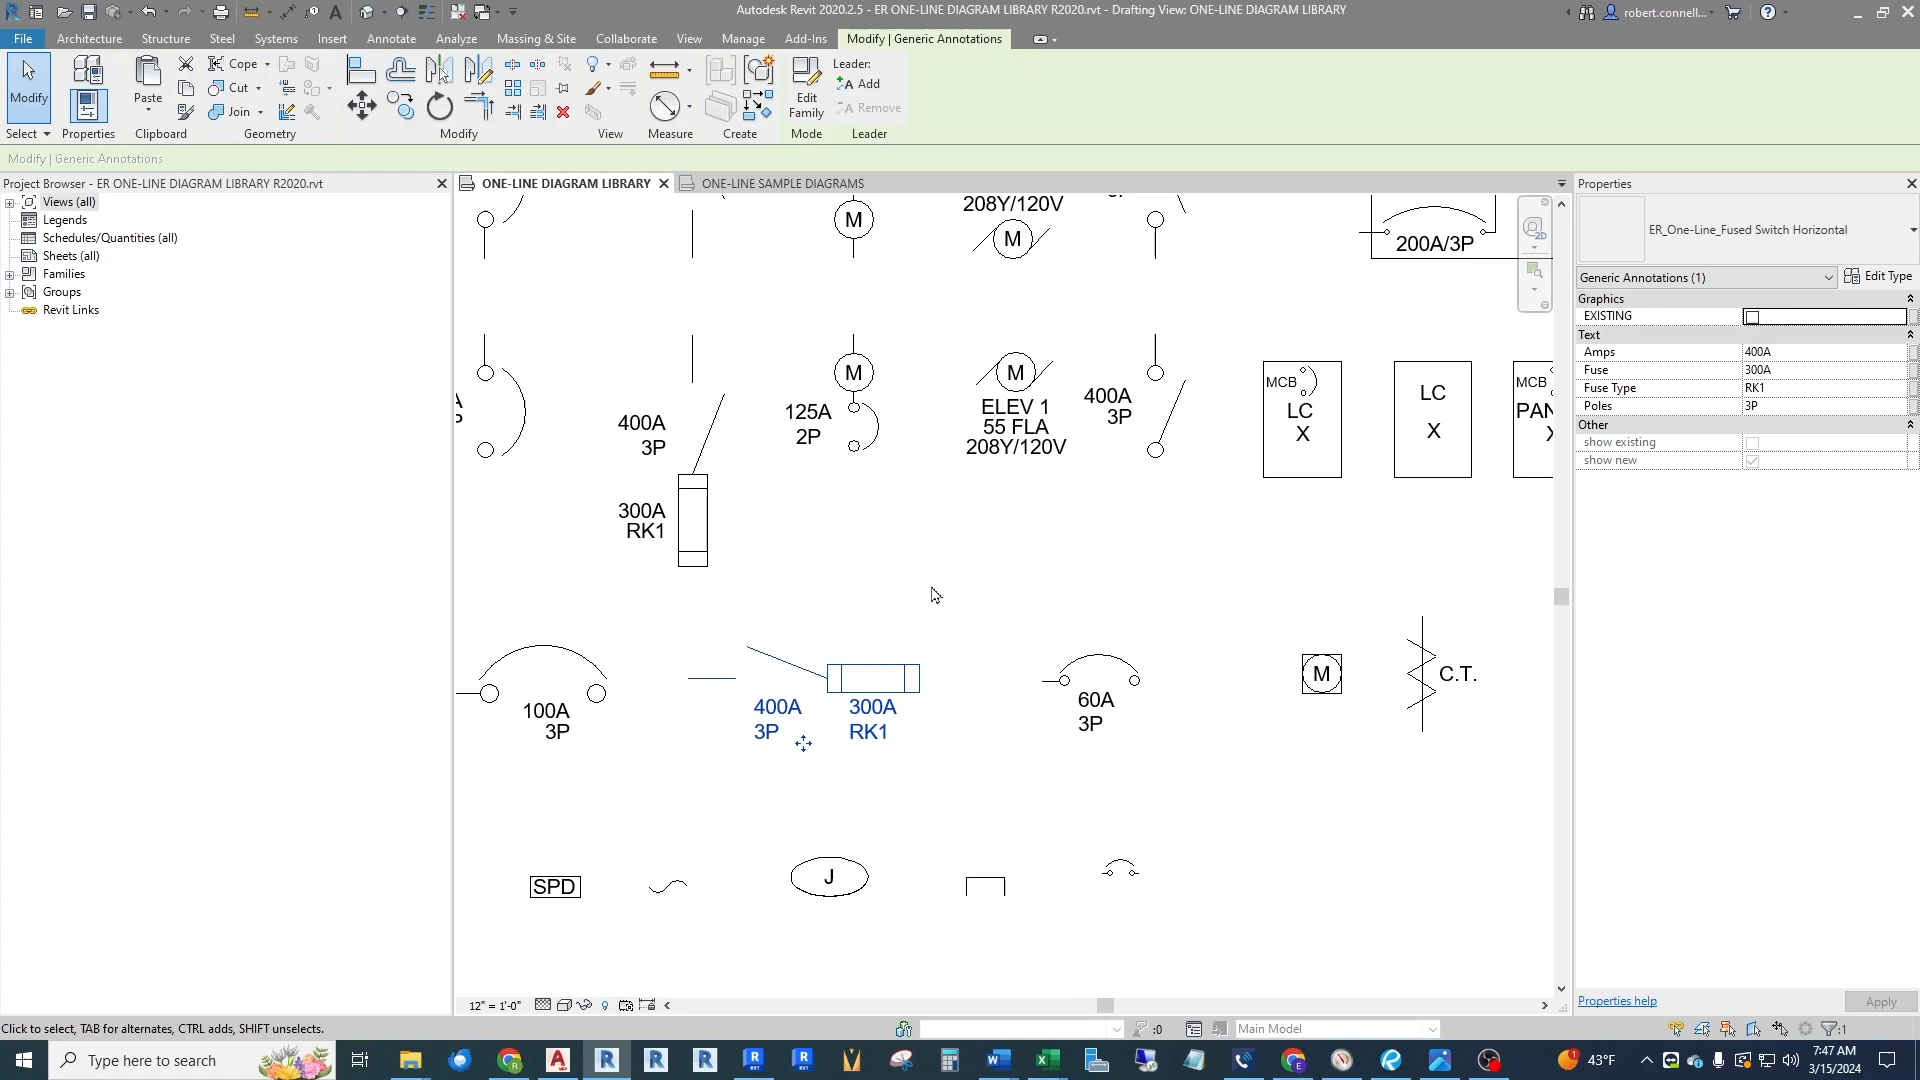 Autodesk Revit 2020.2.5 - ER ONE-LINE DIAGRAM LIBRARY R2020.rvt - Drafting View: ONE-LINE DIAGRAM LIBRARY
robert.connell...
File
Architecture
Structure
Steel
Systems
Insert
Annotate
Analyze
Massing & Site
Collaborate
View
Manage
Add-Ins
Modify | Generic Annotations
Modify
Paste
Cope
Cut
Join
Edit
Family
Leader:
Add
Remove
Select
Properties
Clipboard
Geometry
Modify
View
Measure
Create
Mode
Leader
Modify | Generic Annotations
Project Browser - ER ONE-LINE DIAGRAM LIBRARY R2020.rvt
Views (all)
Legends
Schedules/Quantities (all)
Sheets (all)
Families
Groups
Revit Links
ONE-LINE DIAGRAM LIBRARY
ONE-LINE SAMPLE DIAGRAMS
M
208Y/120V
M
200A/3P
M
125A
2P
M
ELEV 1
55 FLA
208Y/120V
400A
3P
400A
3P
300A
RK1
MCB
LC
X
LC
X
MCB
PAN
100A
3P
400A
3P
300A
RK1
60A
3P
M
C.T.
SPD
J
2D
12" = 1'-0"
Properties
ER_One-Line_Fused Switch Horizontal
Generic Annotations (1)
Edit Type
Graphics
EXISTING
Text
Amps 400A
Fuse 300A
Fuse Type RK1
Poles 3P
Other
show existing
show new
Properties help
Apply
Click to select, TAB for alternates, CTRL adds, SHIFT unselects.
:0
Main Model
:1
Type here to search
43°F
7:47 AM
3/15/2024